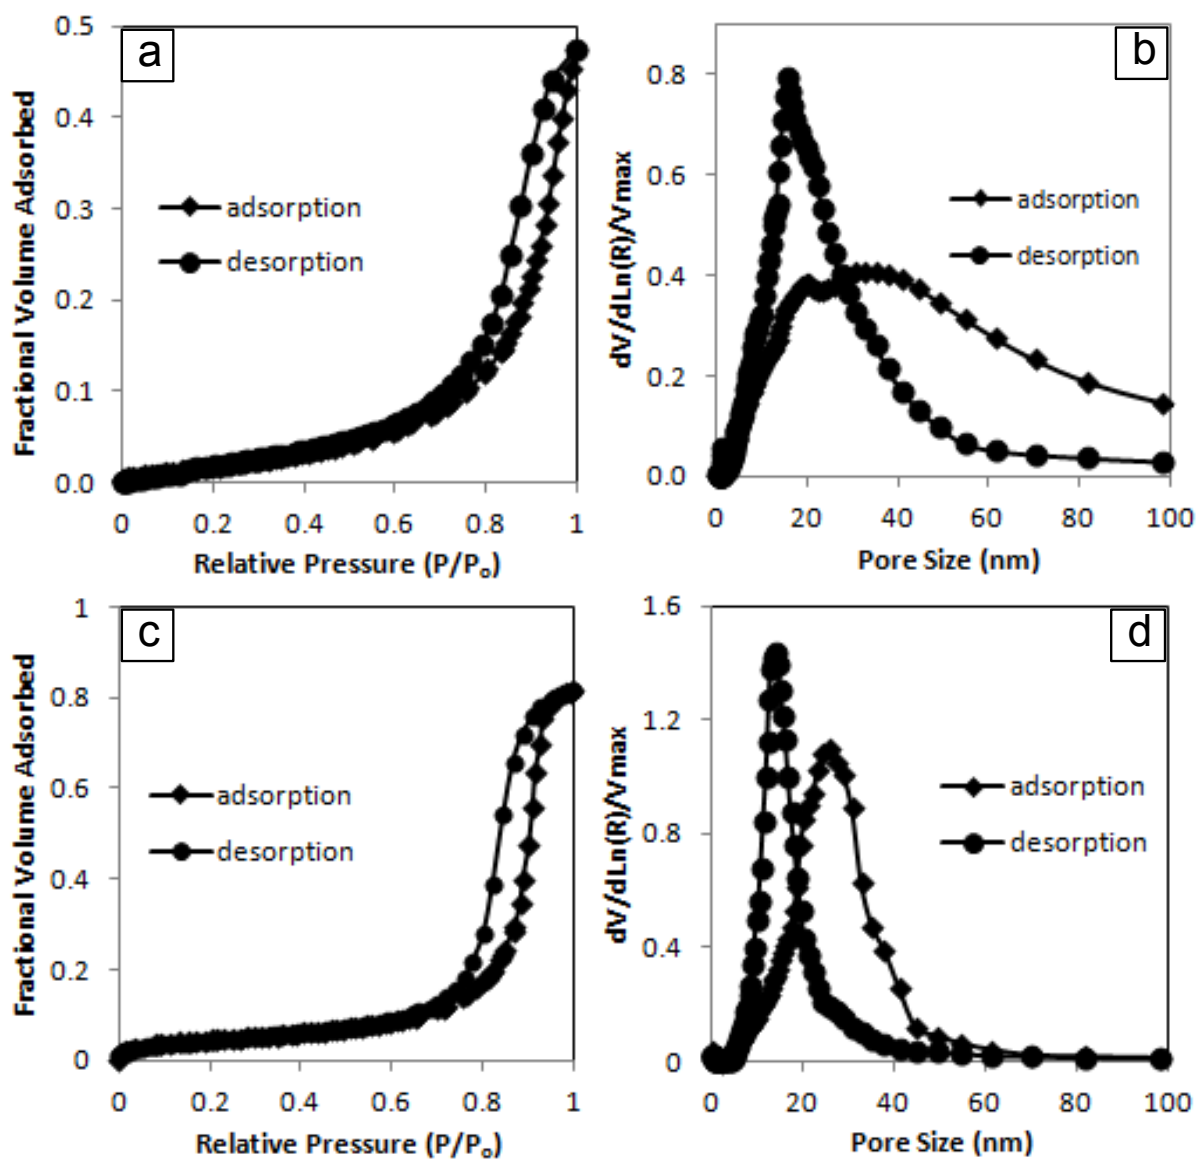 a
0.5
0.4
0.3
0.2
0.1
0.0
Fractional Volume Adsorbed
adsorption
desorption
0 0.2 0.4 0.6 0.8 1
Relative Pressure (P/Pₒ)
b
0.8
0.6
0.4
0.2
0.0
dV/dLn(R)/Vmax
adsorption
desorption
0 20 40 60 80 100
Pore Size (nm)
c
1
0.8
0.6
0.4
0.2
0
Fractional Volume Adsorbed
adsorption
desorption
0 0.2 0.4 0.6 0.8 1
Relative Pressure (P/Pₒ)
d
1.6
1.2
0.8
0.4
0
dV/dLn(R)/Vmax
adsorption
desorption
0 20 40 60 80 100
Pore Size (nm)